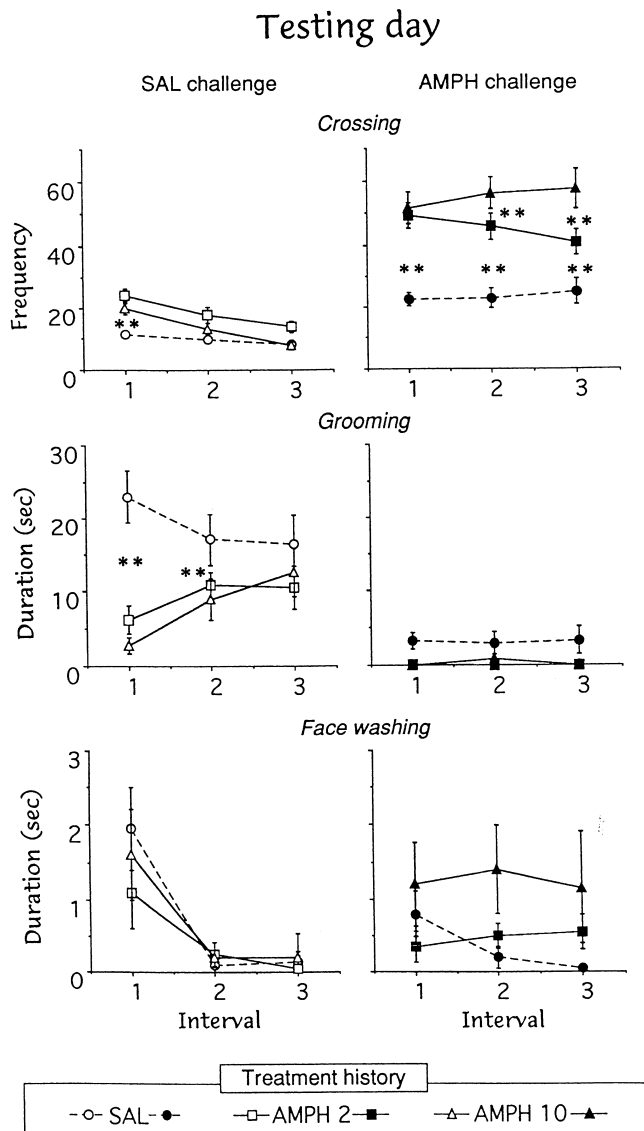 Testing day
SAL challenge AMPH challenge
Crossing
Frequency
60
40
20
0
** ** ** ** ** **
1 2 3 1 2 3
Grooming
Duration (sec)
30
20
10
0
** **
1 2 3 1 2 3
Face washing
Duration (sec)
3
2
1
0
1 2 3 1 2 3
Interval Interval
Treatment history
SAL AMPH 2 AMPH 10